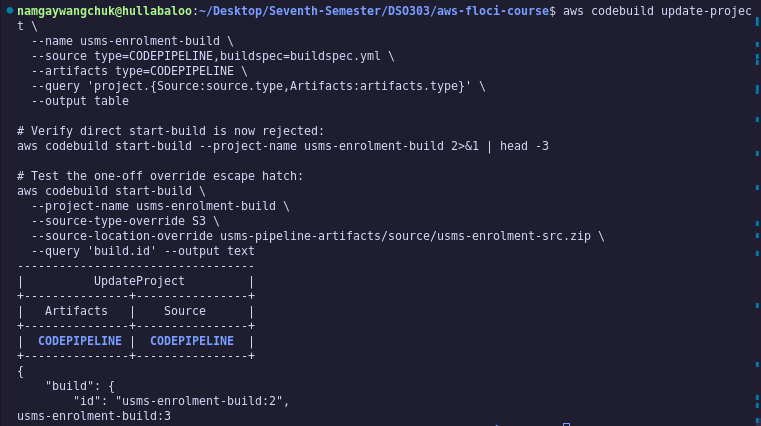 namgaywangchuk@hullabaloo:~/Desktop/Seventh-Semester/DSO303/aws-floci-course$ aws codebuild update-projec
t \
  --name usms-enrolment-build \
  --source type=CODEPIPELINE,buildspec=buildspec.yml \
  --artifacts type=CODEPIPELINE \
  --query 'project.{Source:source.type,Artifacts:artifacts.type}' \
  --output table

# Verify direct start-build is now rejected:
aws codebuild start-build --project-name usms-enrolment-build 2>&1 | head -3

# Test the one-off override escape hatch:
aws codebuild start-build \
  --project-name usms-enrolment-build \
  --source-type-override S3 \
  --source-location-override usms-pipeline-artifacts/source/usms-enrolment-src.zip \
  --query 'build.id' --output text
----------------------------------
|          UpdateProject         |
+---------------+----------------+
|   Artifacts   |    Source      |
+---------------+----------------+
|  CODEPIPELINE |  CODEPIPELINE  |
+---------------+----------------+
{
    "build": {
        "id": "usms-enrolment-build:2",
usms-enrolment-build:3